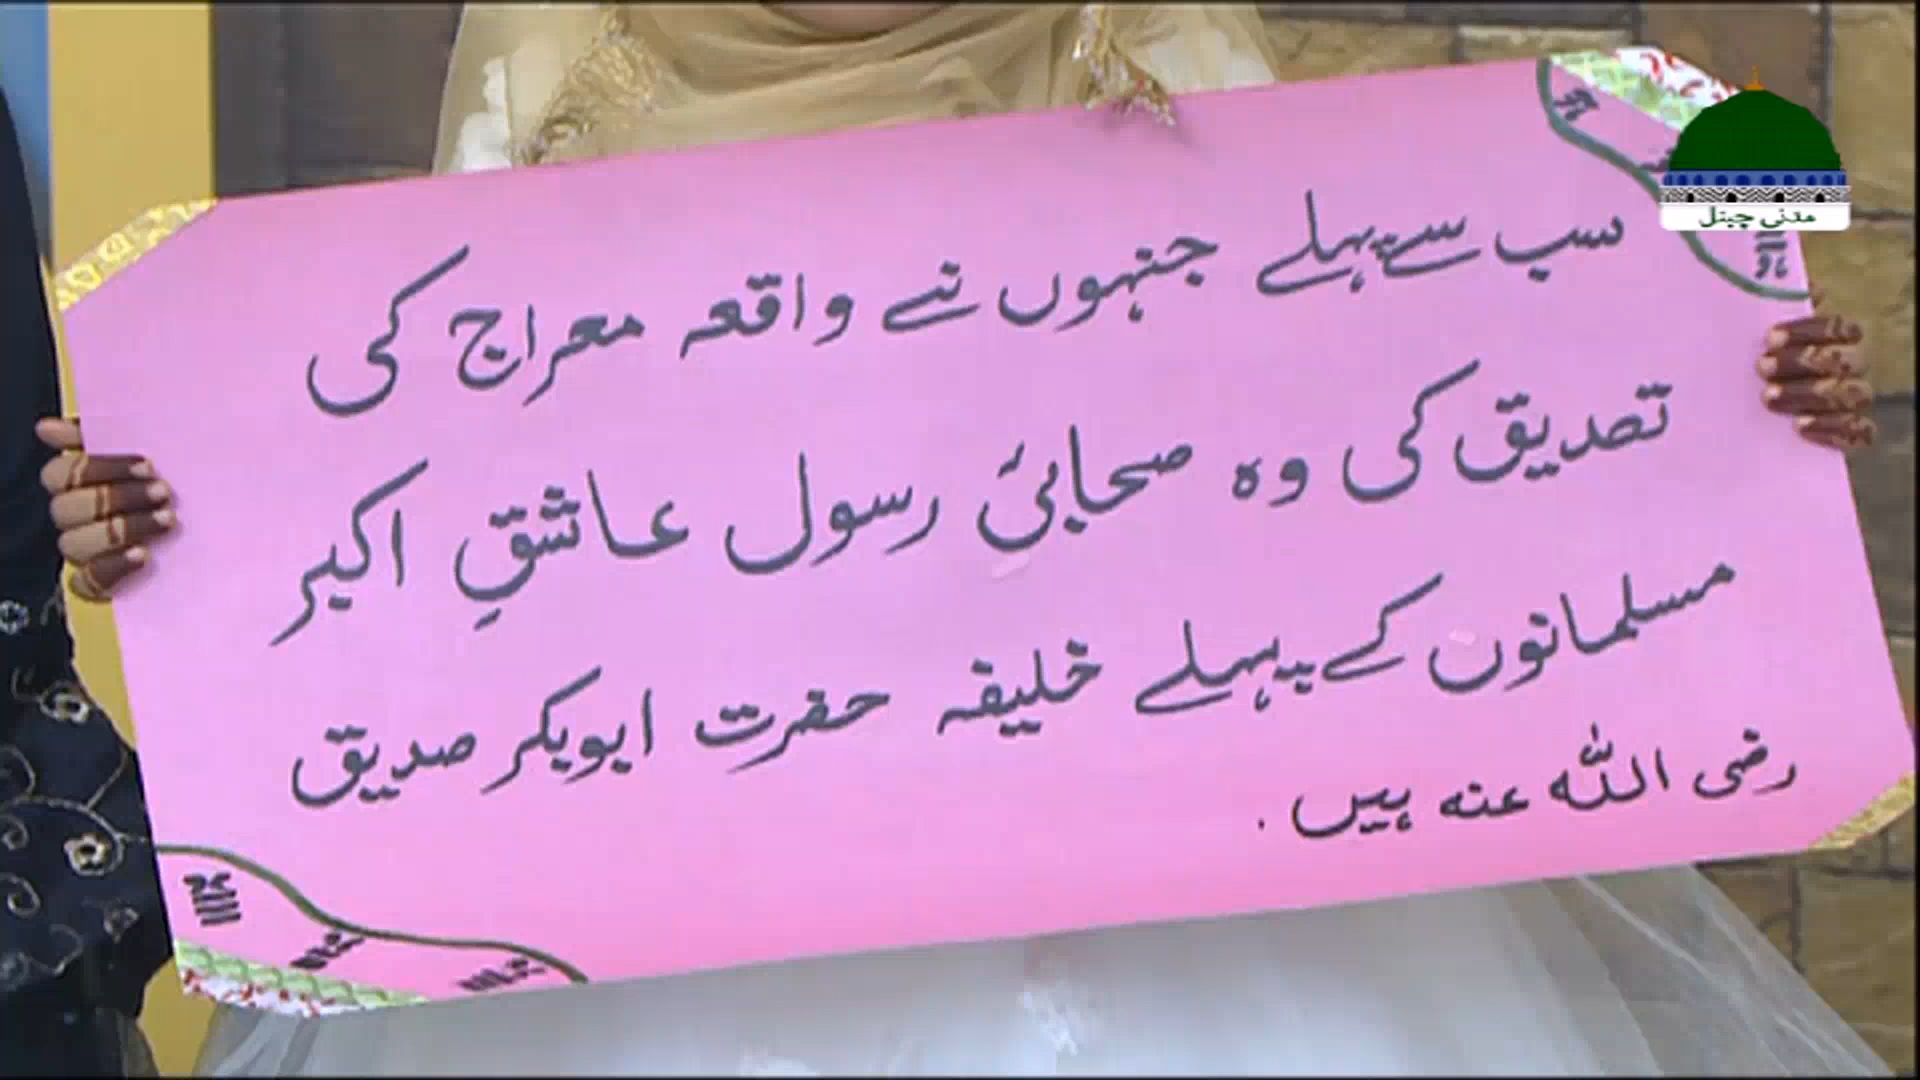 مدنی چینل
سب سے پہلے جنہوں نے واقعہ معراج کی
تصدیق کی وہ صحابئ رسول عاشقِ اکبر
مسلمانوں کے پہلے خلیفہ حضرت ابوبکر صدیق
رضی اللہ عنہ ہیں .